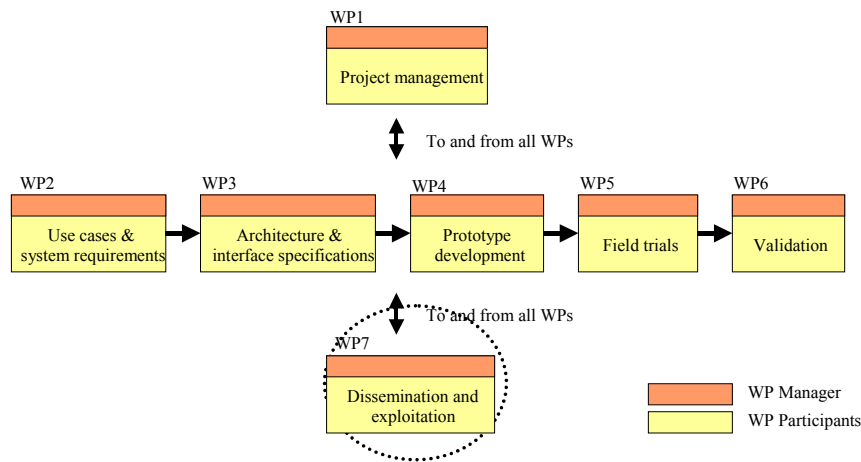 WP1
Project management
To and from all WPs
WP2
Use cases &
system requirements
WP3
Architecture &
interface specifications
WP4
Prototype
development
WP5
Field trials
WP6
Validation
To and from all WPs
WP7
Dissemination and
exploitation
WP Manager
WP Participants